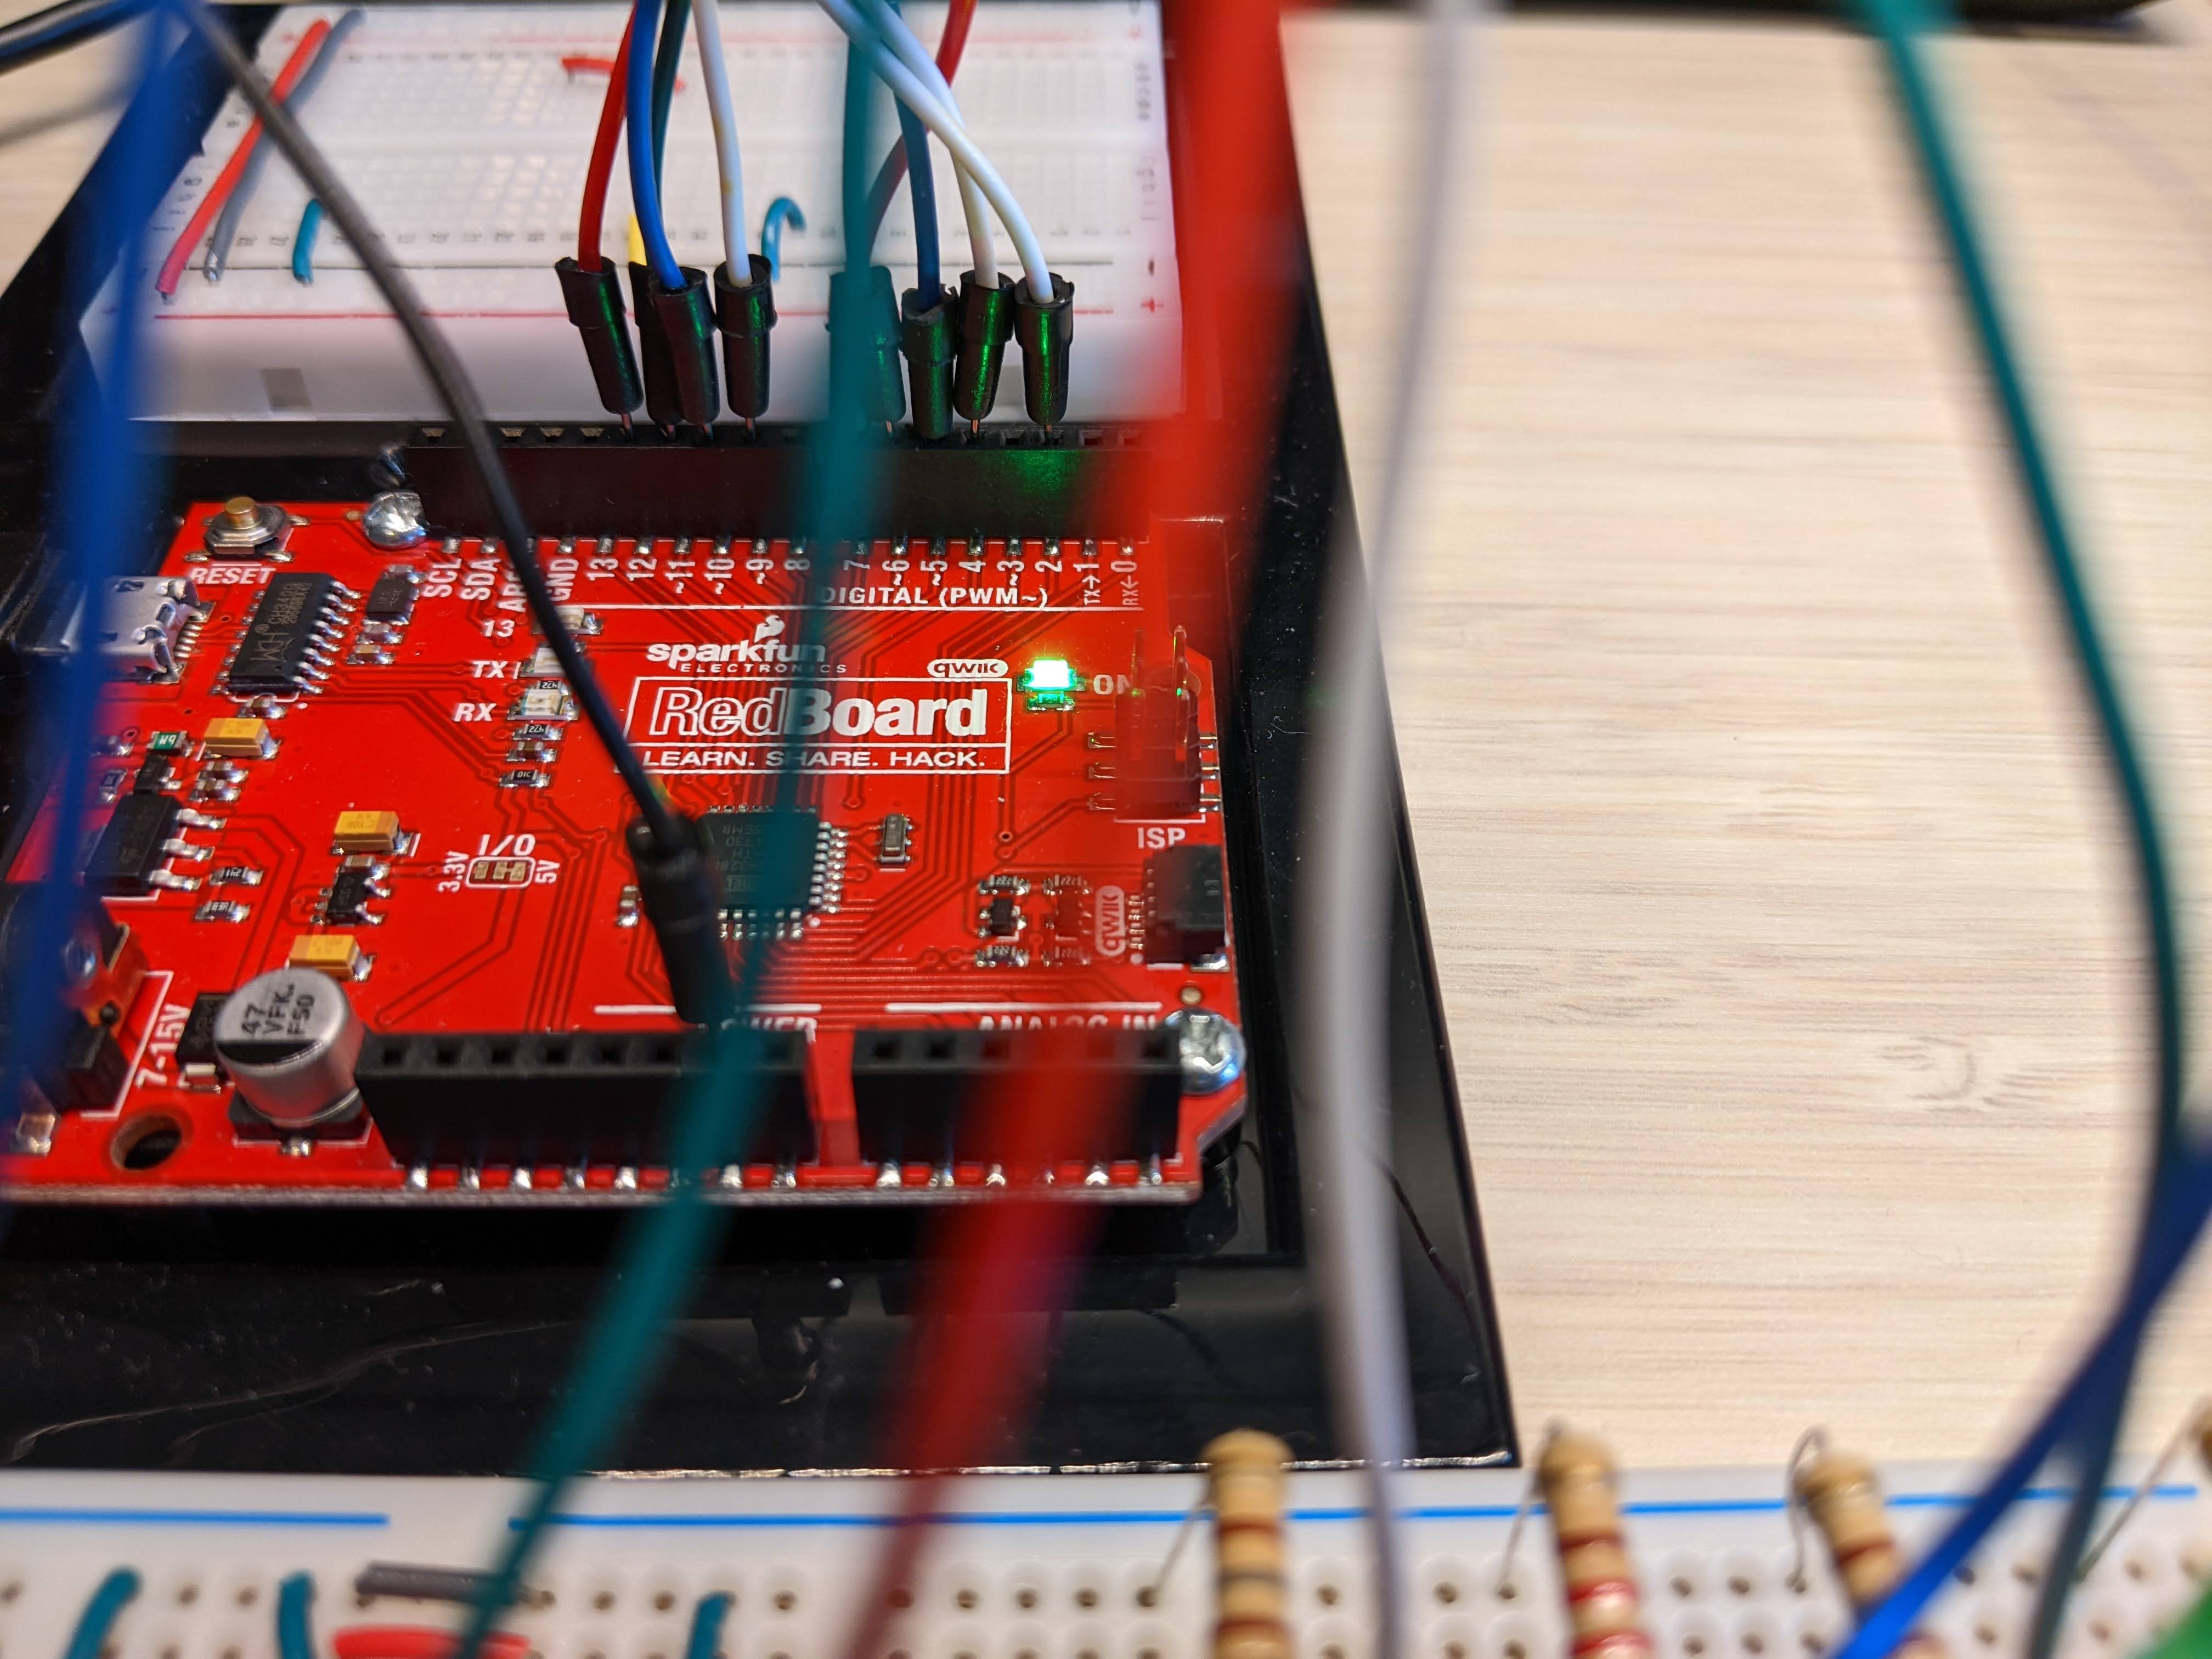 RESET
SCL
SDA
GND
13
12
~11
~10
~9
8
7
6~
5~
4
3~
2
TX→1
RX←0
DIGITAL (PWM~)
13
TX
RX
sparkfun
ELECTRONICS
qwiic
ON
RedBoard
LEARN. SHARE. HACK.
ISP
I/O
3.3V
5V
qwiic
47
VFK
FS0
7-15V
POWER
ANALOG IN